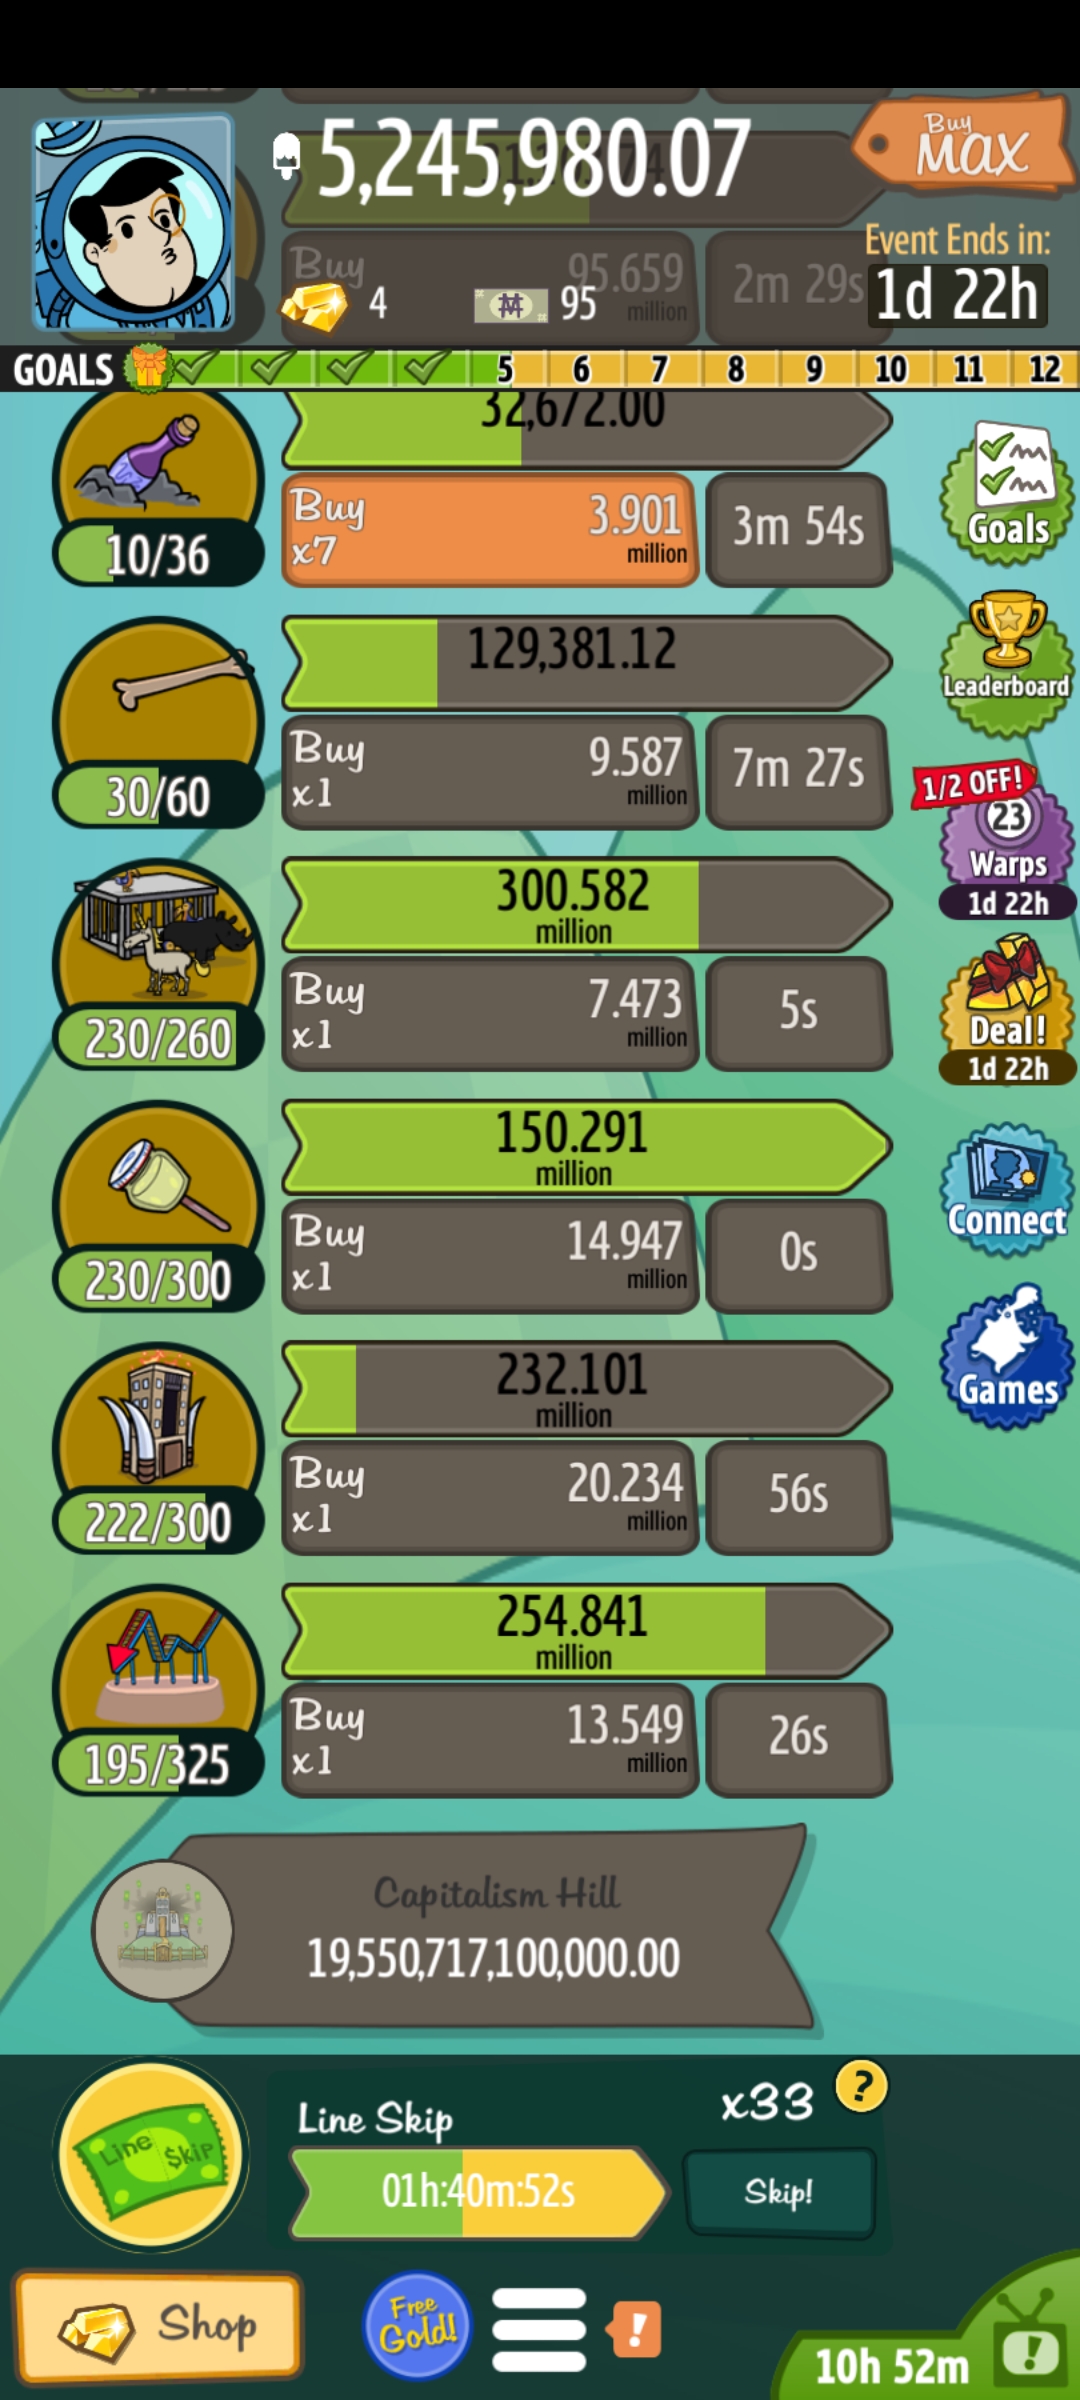 5,245,980.07
Buy
MAX
Event Ends in:
1d 22h
Buy
95.659
million
2m 29s
4
95
GOALS
5
6
7
8
9
10
11
12
32,672.00
10/36
Buy
x7
3.901
million
3m 54s
Goals
129,381.12
30/60
Buy
x1
9.587
million
7m 27s
Leaderboard
1/2 OFF!
23
Warps
1d 22h
300.582
million
230/260
Buy
x1
7.473
million
5s
Deal!
1d 22h
150.291
million
230/300
Buy
x1
14.947
million
0s
Connect
232.101
million
222/300
Buy
x1
20.234
million
56s
Games
254.841
million
195/325
Buy
x1
13.549
million
26s
Capitalism Hill
19,550,717,100,000.00
Line $kip
Line Skip
x33
?
01h:40m:52s
Skip!
Shop
Free
Gold!
!
10h 52m
!